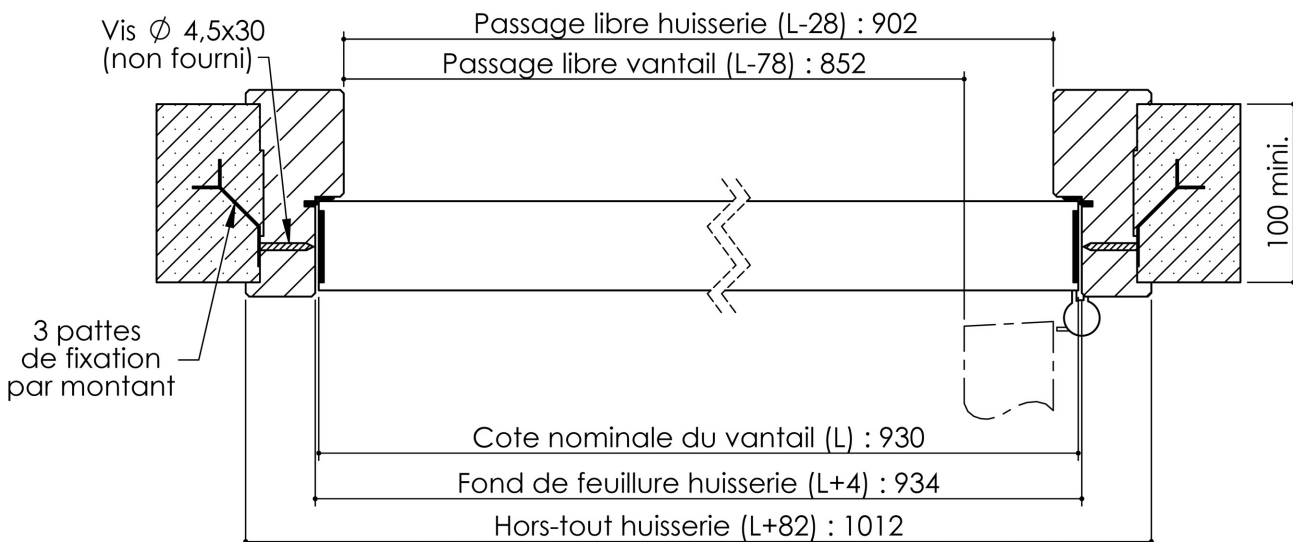 Vis Ø 4,5x30
(non fourni)
Passage libre huisserie (L-28) : 902
Passage libre vantail (L-78) : 852
100 mini.
3 pattes
de fixation
par montant
Cote nominale du vantail (L) : 930
Fond de feuillure huisserie (L+4) : 934
Hors-tout huisserie (L+82) : 1012